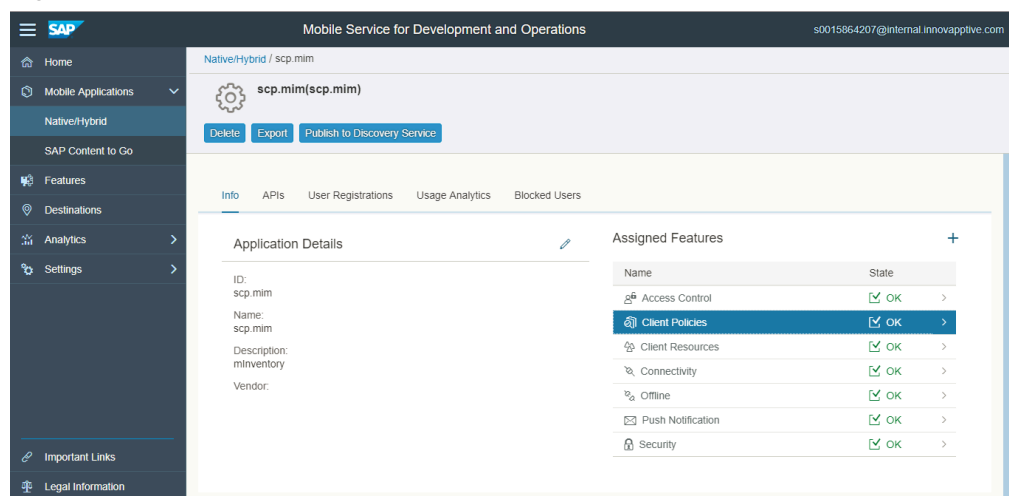 SAP
Mobile Service for Development and Operations
s0015864207@internal.innovapptive.com
Home
Mobile Applications
Native/Hybrid
SAP Content to Go
Features
Destinations
Analytics
Settings
Important Links
Legal Information
Native/Hybrid / scp.mim
scp.mim(scp.mim)
Delete Export Publish to Discovery Service
Info APIs User Registrations Usage Analytics Blocked Users
Application Details
ID:
scp.mim
Name:
scp.mim
Description:
mInventory
Vendor:
Assigned Features
Name State
Access Control OK
Client Policies OK
Client Resources OK
Connectivity OK
Offline OK
Push Notification OK
Security OK